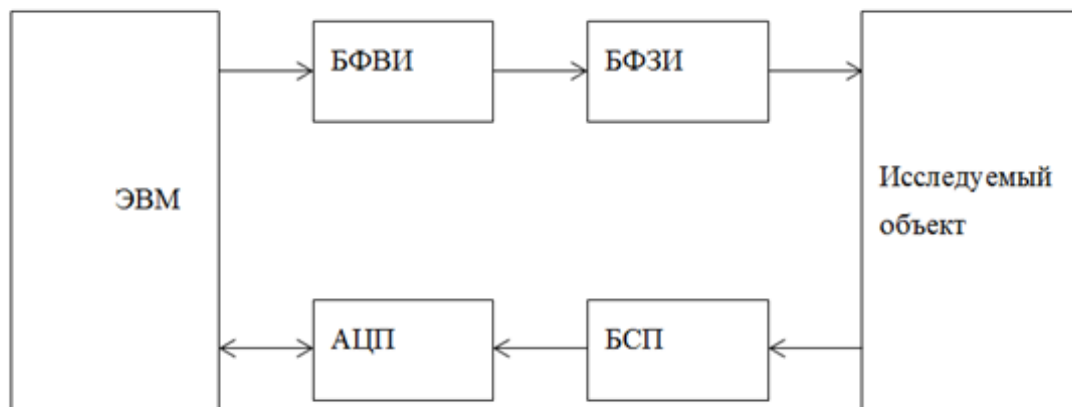 БФВИ
БФЗИ
ЭВМ
Исследуемый
объект
АЦП
БСП